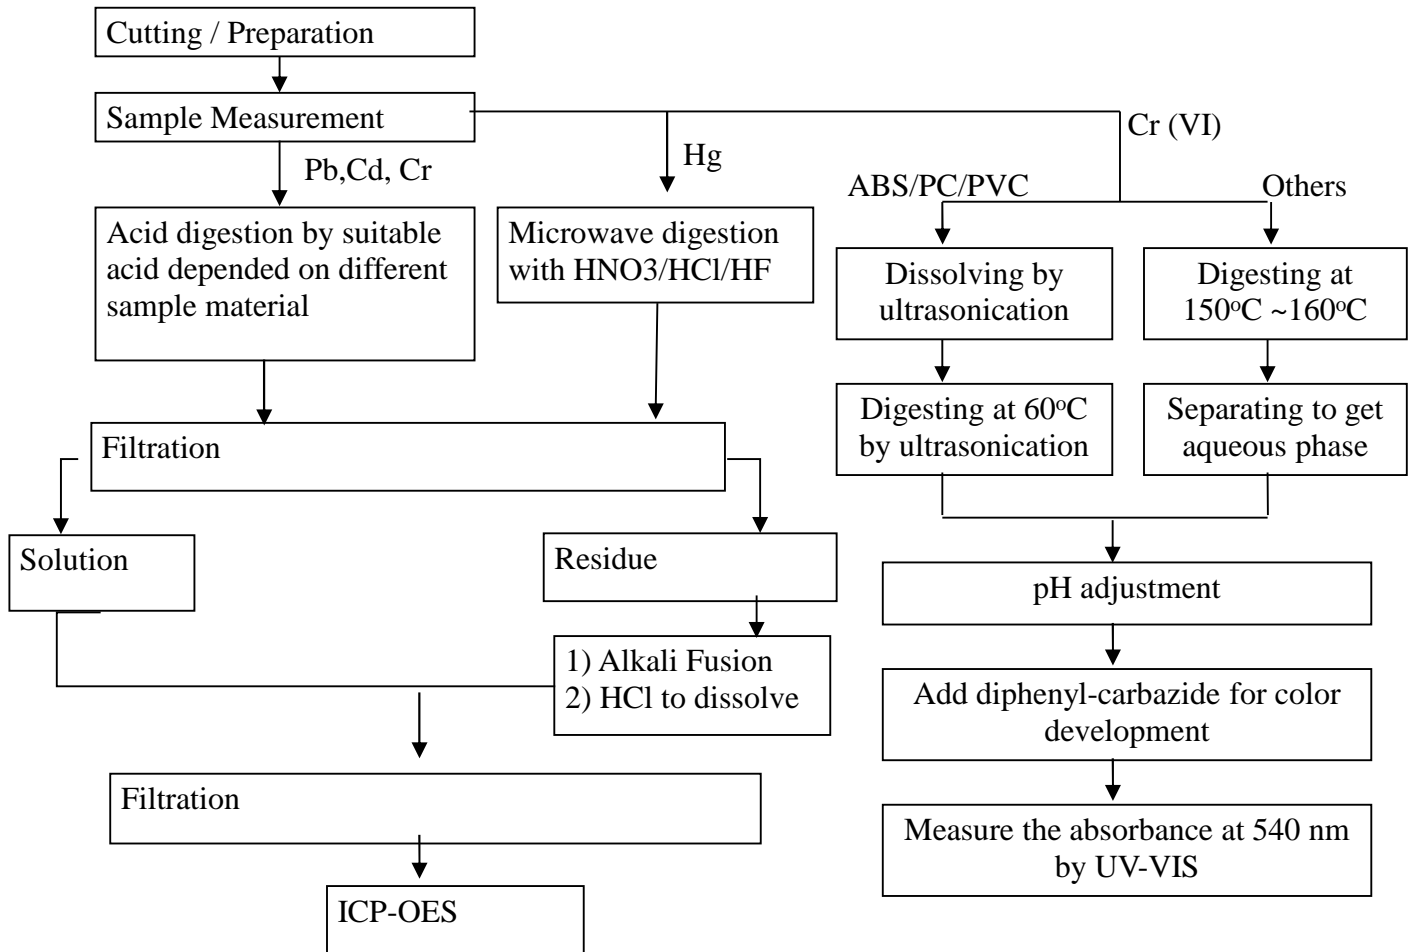 Cutting / Preparation
Sample Measurement
Pb,Cd, Cr
Hg
Cr (VI)
ABS/PC/PVC
Others
Acid digestion by suitable
acid depended on different
sample material
Microwave digestion
with HNO3/HCl/HF
Dissolving by
ultrasonication
Digesting at
150°C ~160°C
Digesting at 60°C
by ultrasonication
Separating to get
aqueous phase
Filtration
Solution
Residue
1) Alkali Fusion
2) HCl to dissolve
pH adjustment
Add diphenyl-carbazide for color
development
Filtration
Measure the absorbance at 540 nm
by UV-VIS
ICP-OES